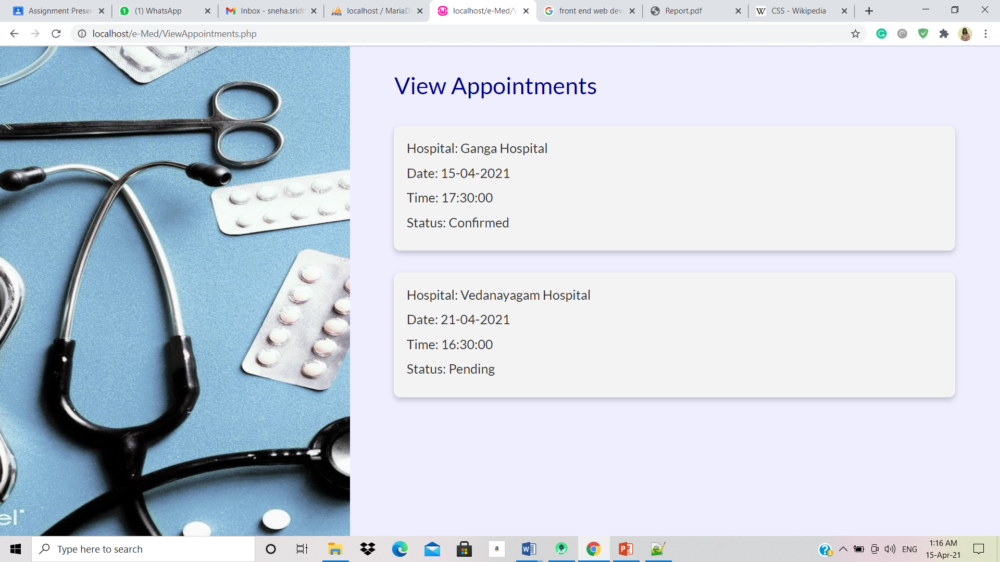 Assignment Presen
(1) WhatsApp
Inbox - sneha.sridh
localhost / MariaD
localhost/e-Med/V
front end web deve
Report.pdf
W CSS - Wikipedia
localhost/e-Med/ViewAppointments.php
View Appointments
Hospital: Ganga Hospital
Date: 15-04-2021
Time: 17:30:00
Status: Confirmed
Hospital: Vedanayagam Hospital
Date: 21-04-2021
Time: 16:30:00
Status: Pending
el
Type here to search
ENG
1:16 AM
15-Apr-21